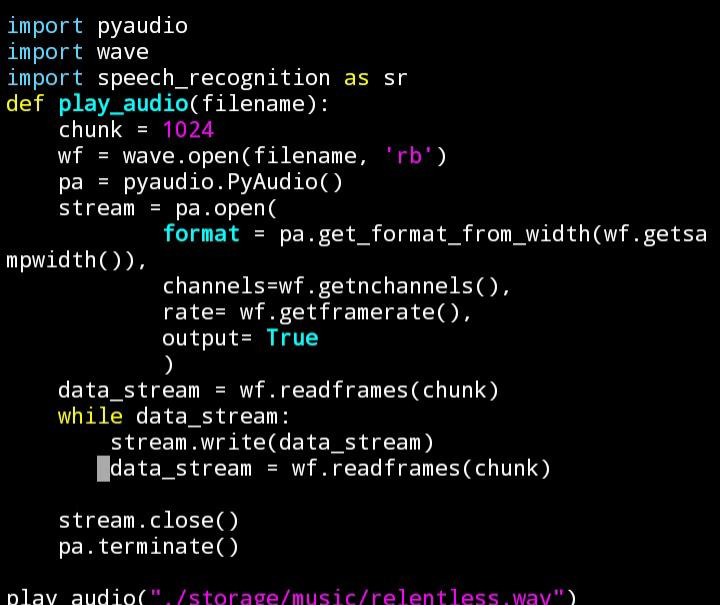 import pyaudio
import wave
import speech_recognition as sr
def play_audio(filename):
    chunk = 1024
    wf = wave.open(filename, 'rb')
    pa = pyaudio.PyAudio()
    stream = pa.open(
            format = pa.get_format_from_width(wf.getsa
mpwidth()),
            channels=wf.getnchannels(),
            rate= wf.getframerate(),
            output= True
            )
    data_stream = wf.readframes(chunk)
    while data_stream:
        stream.write(data_stream)
        data_stream = wf.readframes(chunk)

    stream.close()
    pa.terminate()

play_audio("./storage/music/relentless.wav")